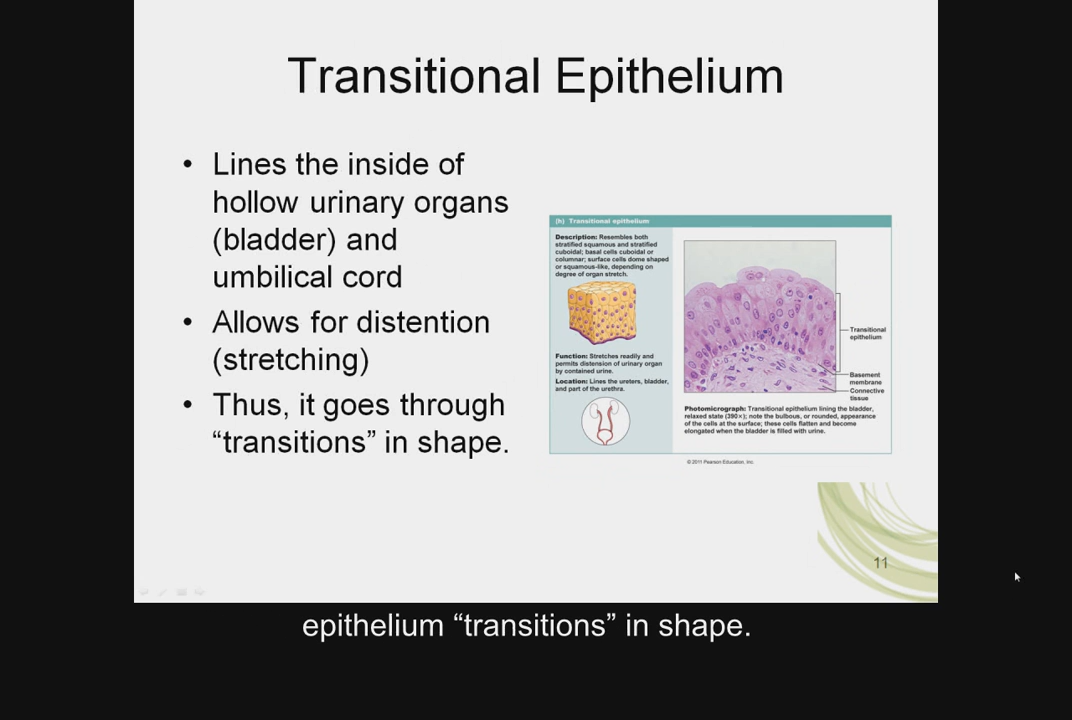 Transitional Epithelium
• Lines the inside of
hollow urinary organs
(bladder) and
umbilical cord
• Allows for distention
(stretching)
• Thus, it goes through
“transitions” in shape.
(h) Transitional epithelium
Description: Resembles both
stratified squamous and stratified
cuboidal; basal cells cuboidal or
columnar; surface cells dome shaped
or squamous-like, depending on
degree of organ stretch.
Function: Stretches readily and
permits distension of urinary organ
by contained urine.
Location: Lines the ureters, bladder,
and part of the urethra.
Transitional
epithelium
Basement
membrane
Connective
tissue
Photomicrograph: Transitional epithelium lining the bladder,
relaxed state (390×); note the bulbous, or rounded, appearance
of the cells at the surface; these cells flatten and become
elongated when the bladder is filled with urine.
© 2011 Pearson Education, Inc.
11
epithelium “transitions” in shape.